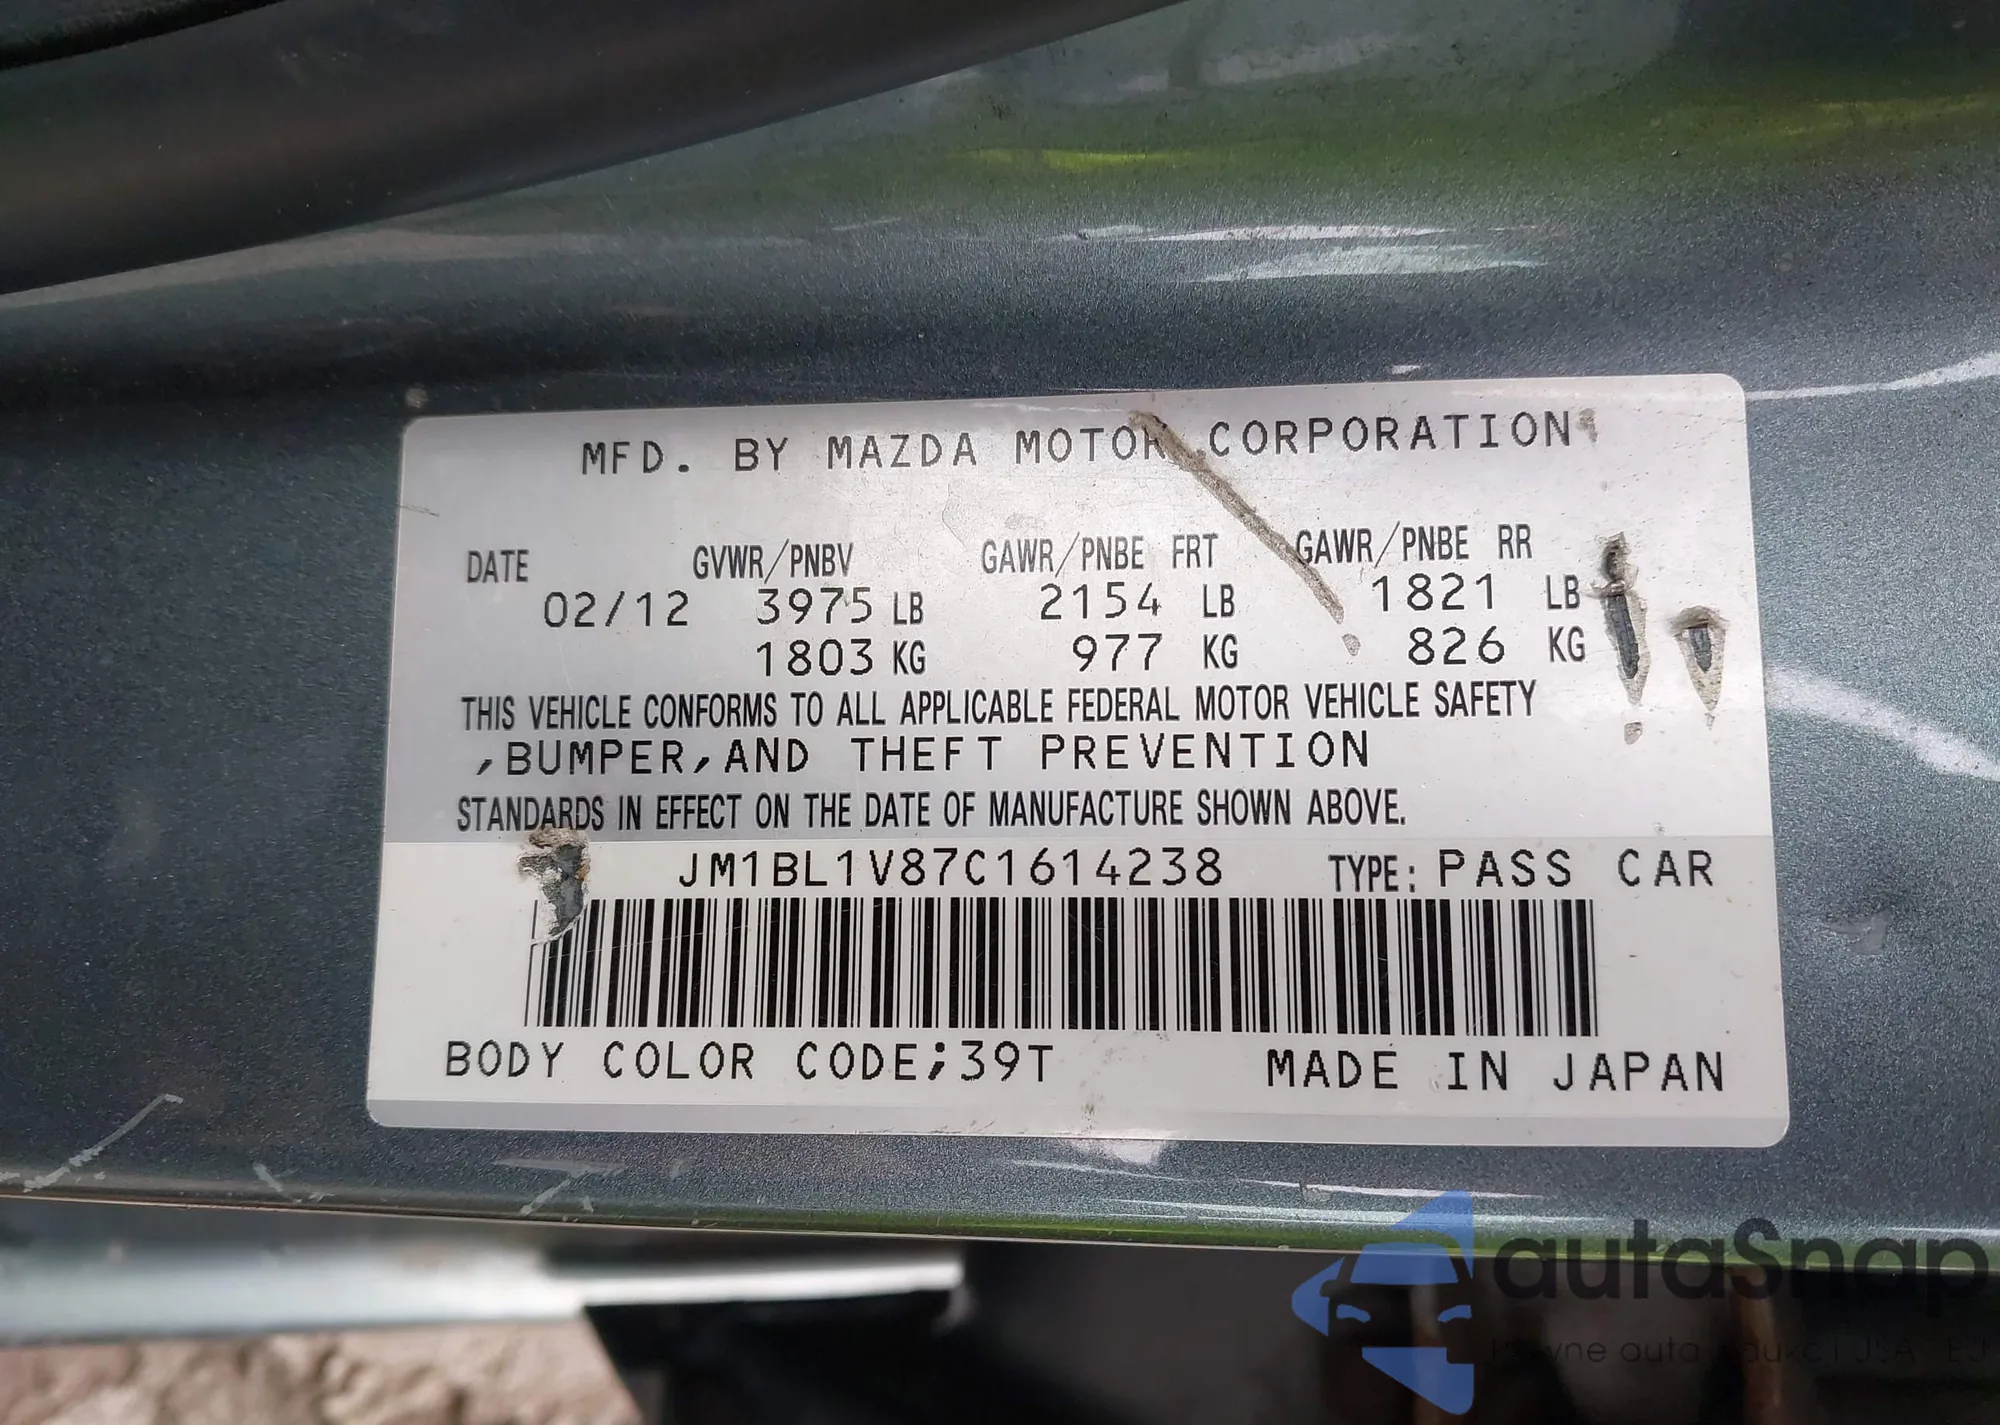 MFD. BY MAZDA MOTOR CORPORATION
DATE GVWR/PNBV GAWR/PNBE FRT GAWR/PNBE RR
02/12 3975 LB 2154 LB 1821 LB
1803 KG 977 KG 826 KG
THIS VEHICLE CONFORMS TO ALL APPLICABLE FEDERAL MOTOR VEHICLE SAFETY
,BUMPER,AND THEFT PREVENTION
STANDARDS IN EFFECT ON THE DATE OF MANUFACTURE SHOWN ABOVE.
JM1BL1V87C1614238 TYPE: PASS CAR
BODY COLOR CODE;39T MADE IN JAPAN
autaSnap
auta USA